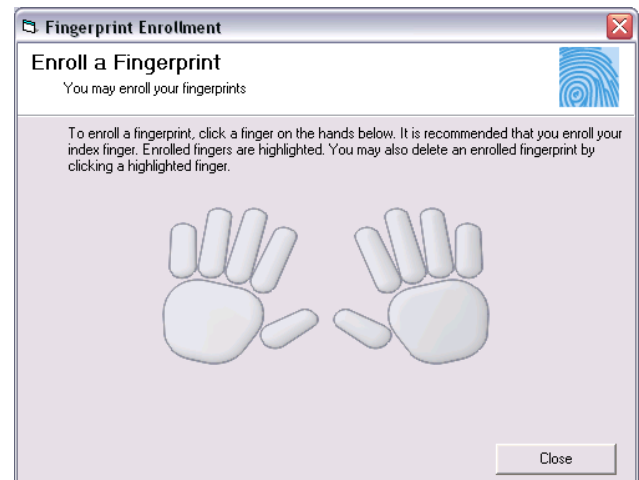 Fingerprint Enrollment
Enroll a Fingerprint
You may enroll your fingerprints
To enroll a fingerprint, click a finger on the hands below. It is recommended that you enroll your
index finger. Enrolled fingers are highlighted. You may also delete an enrolled fingerprint by
clicking a highlighted finger.
Close